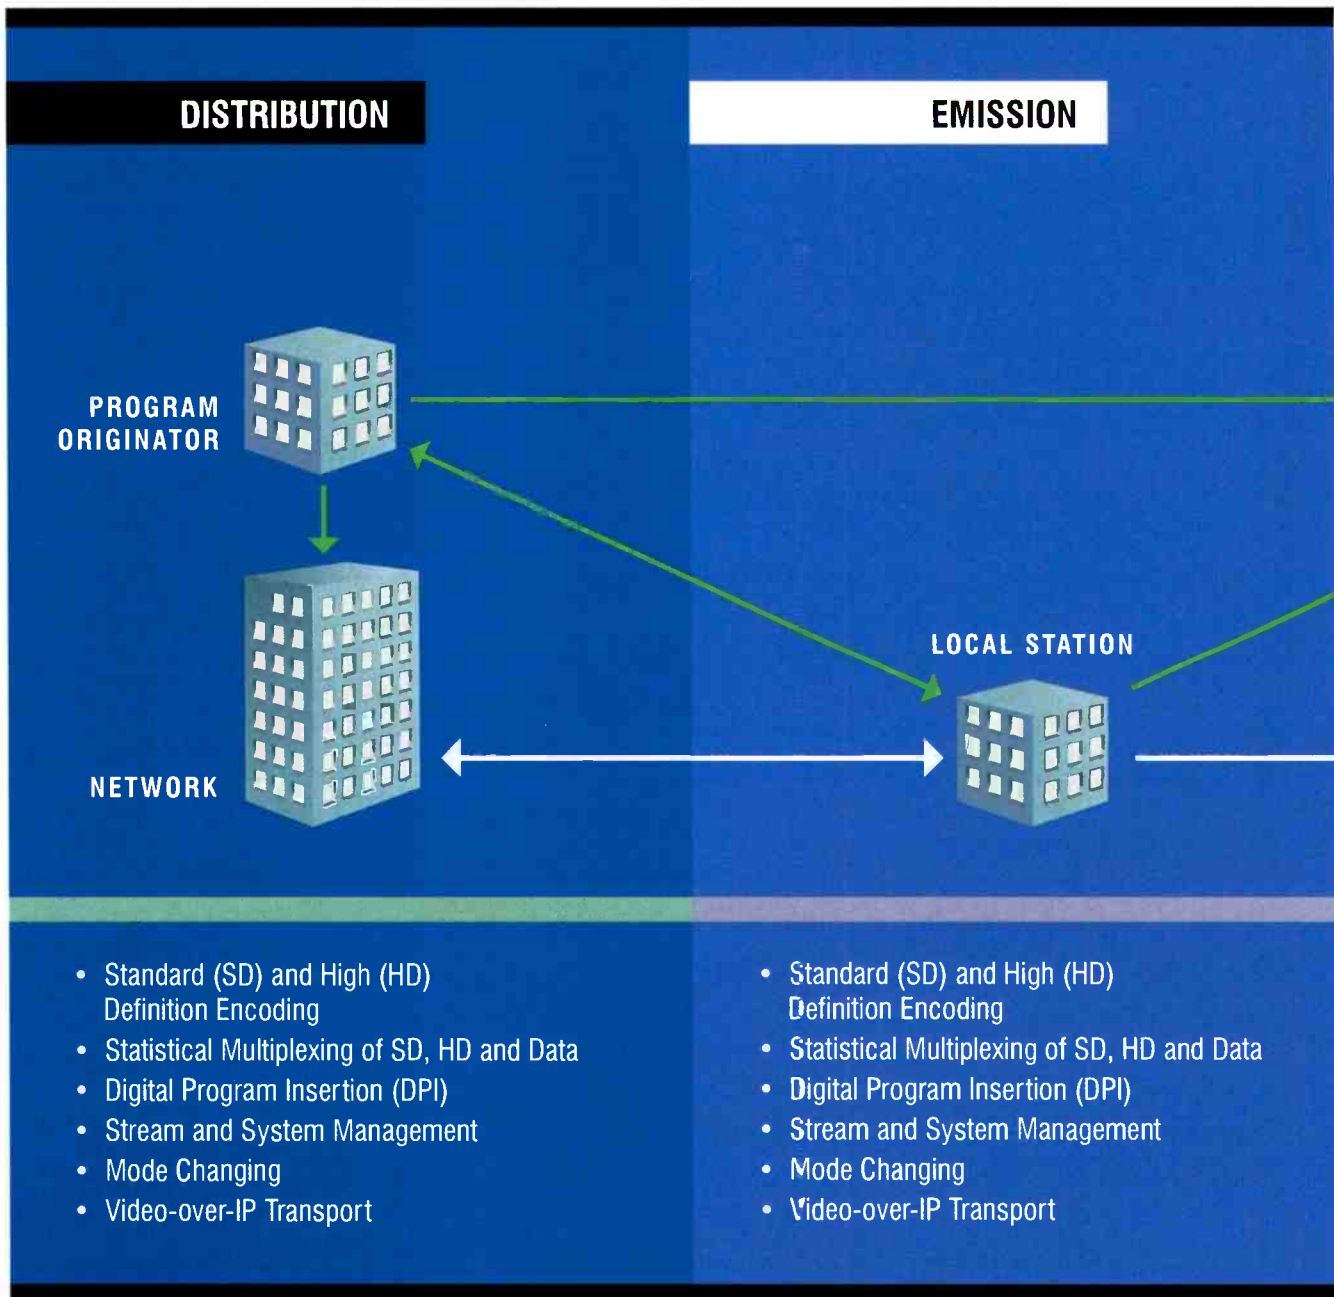 DISTRIBUTION
EMISSION
PROGRAM
ORIGINATOR
LOCAL STATION
NETWORK
• Standard (SD) and High (HD)
Definition Encoding
• Statistical Multiplexing of SD, HD and Data
• Digital Program Insertion (DPI)
• Stream and System Management
• Mode Changing
• Video-over-IP Transport
• Standard (SD) and High (HD)
Definition Encoding
• Statistical Multiplexing of SD, HD and Data
• Digital Program Insertion (DPI)
• Stream and System Management
• Mode Changing
• Video-over-IP Transport